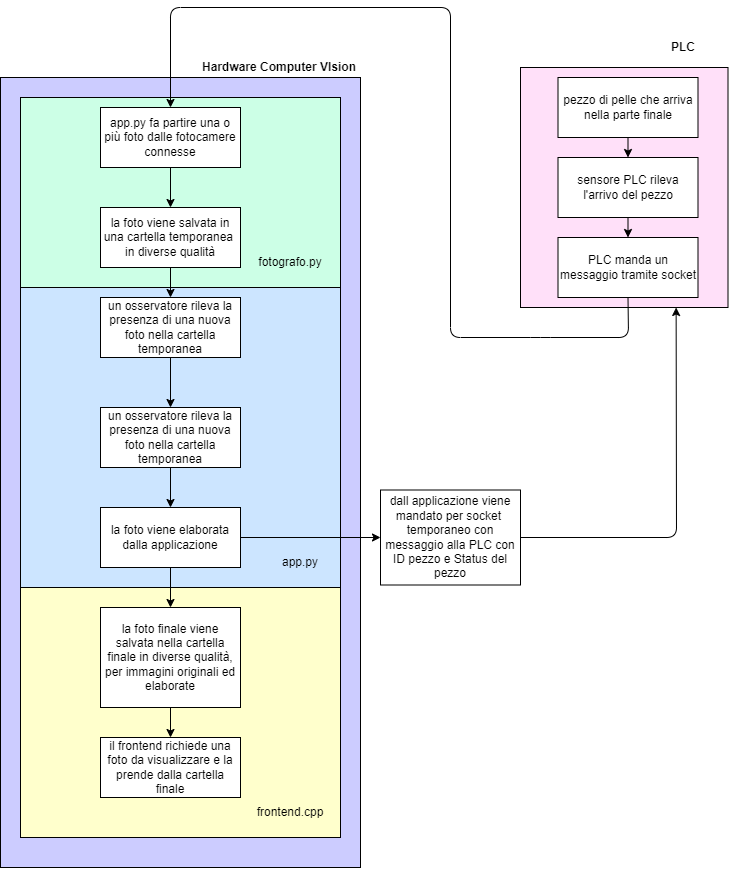 PLC
Hardware Computer VIsion
pezzo di pelle che arriva
nella parte finale
sensore PLC rileva
l'arrivo del pezzo
PLC manda un
messaggio tramite socket
app.py fa partire una o
più foto dalle fotocamere
connesse
la foto viene salvata in
una cartella temporanea
in diverse qualità
fotografo.py
un osservatore rileva la
presenza di una nuova
foto nella cartella
temporanea
un osservatore rileva la
presenza di una nuova
foto nella cartella
temporanea
la foto viene elaborata
dalla applicazione
app.py
dall applicazione viene
mandato per socket
temporaneo con
messaggio alla PLC con
ID pezzo e Status del
pezzo
la foto finale viene
salvata nella cartella
finale in diverse qualità,
per immagini originali ed
elaborate
il frontend richiede una
foto da visualizzare e la
prende dalla cartella
finale
frontend.cpp